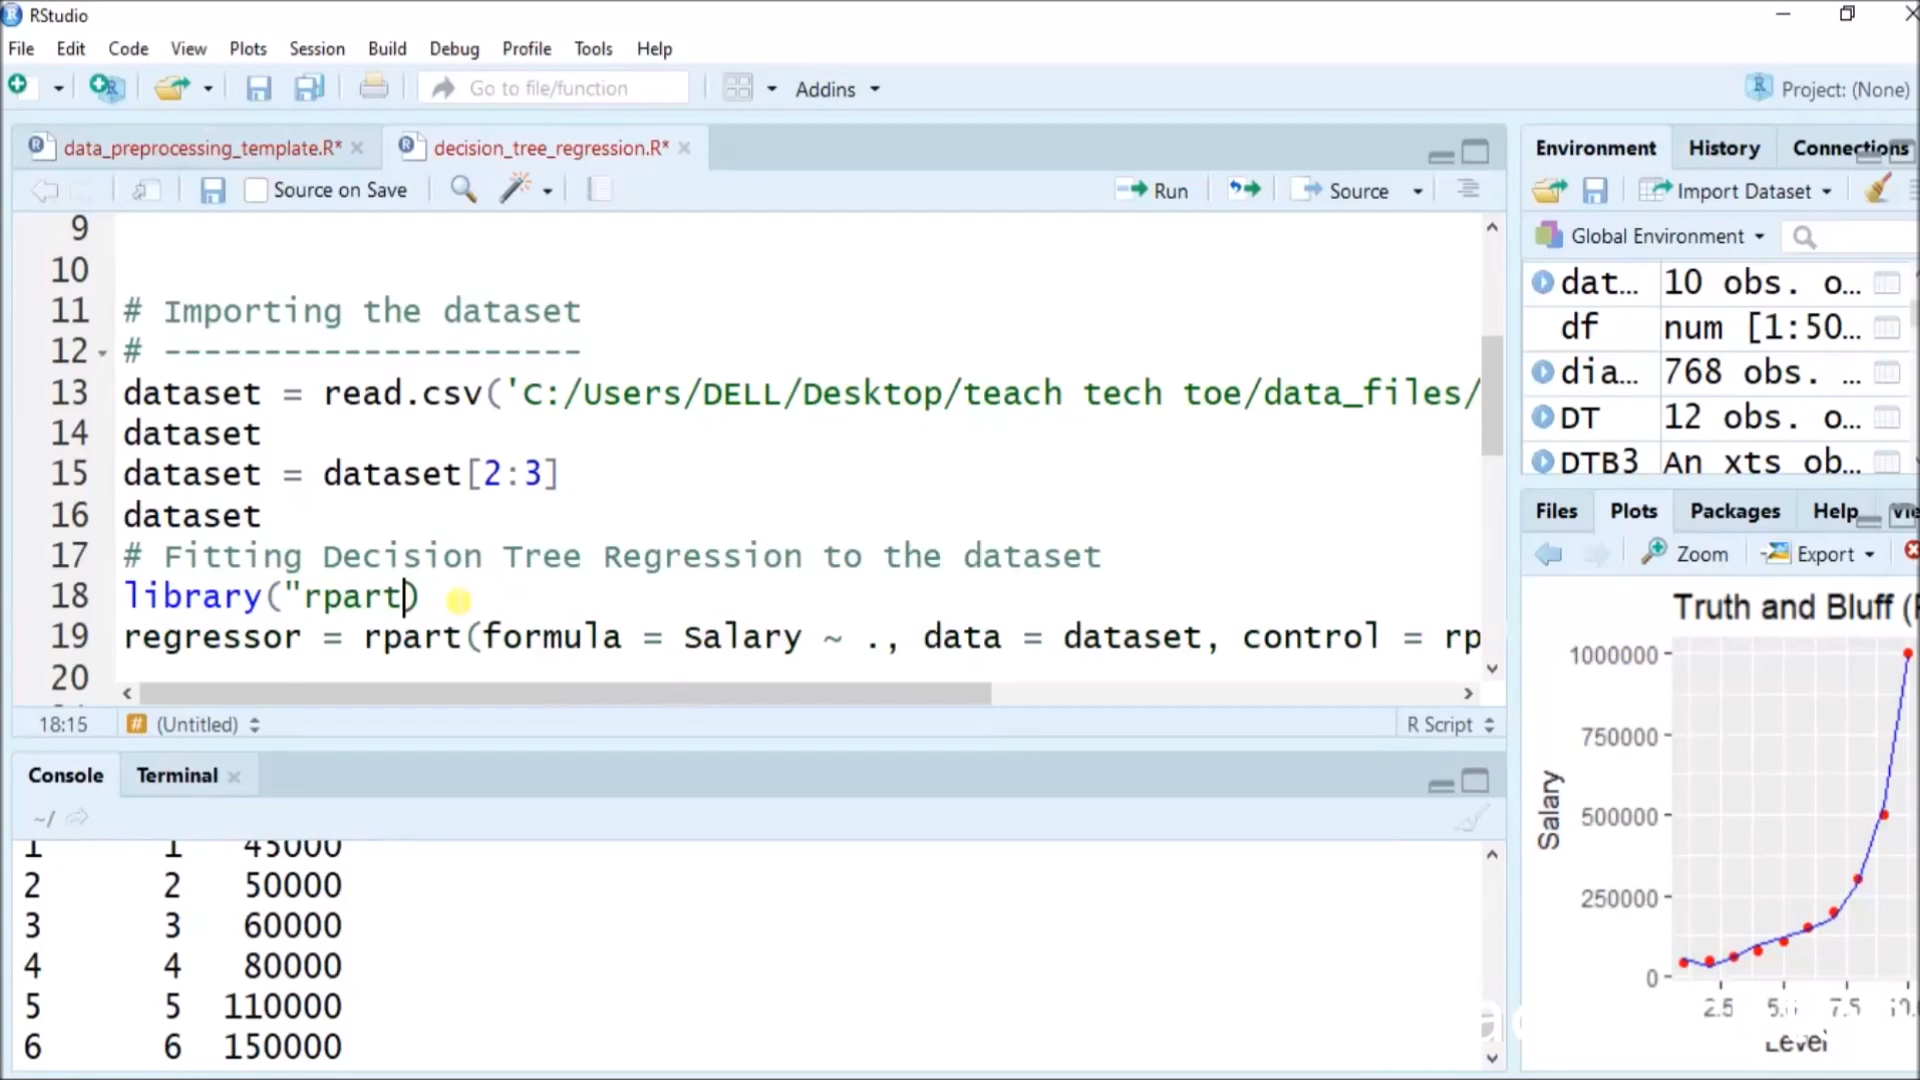 RStudio
File Edit Code View Plots Session Build Debug Profile Tools Help
Go to file/function Addins Project: (None)
data_preprocessing_template.R* decision_tree_regression.R*
Source on Save Run Source
9
10
11 # Importing the dataset
12 # ---------------------
13 dataset = read.csv('C:/Users/DELL/Desktop/teach tech toe/data_files/
14 dataset
15 dataset = dataset[2:3]
16 dataset
17 # Fitting Decision Tree Regression to the dataset
18 library("rpart)
19 regressor = rpart(formula = Salary ~ ., data = dataset, control = rp
20
18:15 (Untitled) R Script
Console Terminal
~/
1 1 45000
2 2 50000
3 3 60000
4 4 80000
5 5 110000
6 6 150000
Environment History Connections
Import Dataset
Global Environment
dat... 10 obs. o...
df num [1:50...
dia... 768 obs. ...
DT 12 obs. o...
DTB3 An xts ob...
Files Plots Packages Help
Zoom Export
Truth and Bluff (
1000000
750000
500000
250000
0
Salary
2.5 5.0 7.5 10.
Level